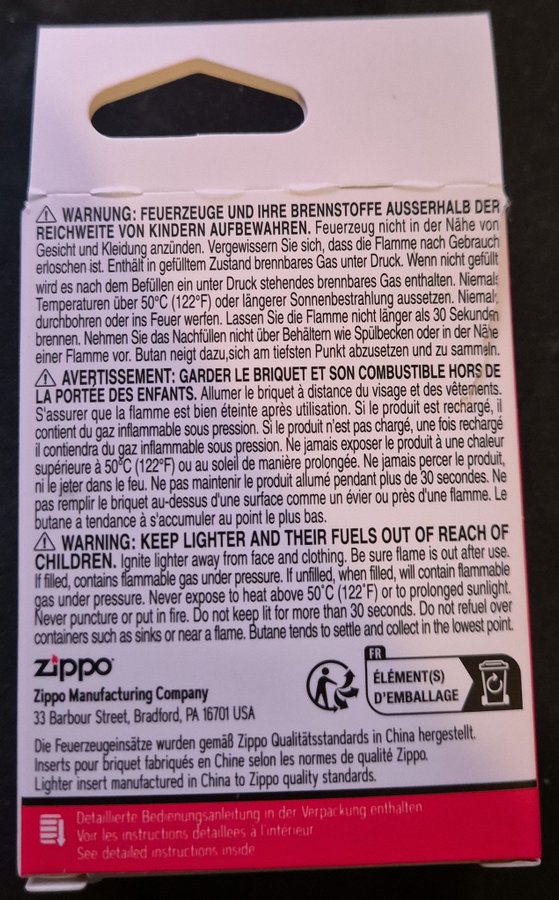 WARNUNG: FEUERZEUGE UND IHRE BRENNSTOFFE AUSSERHALB DER
REICHWEITE VON KINDERN AUFBEWAHREN. Feuerzeug nicht in der Nähe von
Gesicht und Kleidung anzünden. Vergewissern Sie sich, dass die Flamme nach Gebrauch
erloschen ist. Enthält in gefülltem Zustand brennbares Gas unter Druck. Wenn nicht gefüllt
wird es nach dem Befüllen ein unter Druck stehendes brennbares Gas enthalten. Niemals
Temperaturen über 50°C (122°F) oder längerer Sonnenbestrahlung aussetzen. Niemal,
durchbohren oder ins Feuer werfen. Lassen Sie die Flamme nicht länger als 30 Sekunden
brennen. Nehmen Sie das Nachfüllen nicht über Behältern wie Spülbecken oder in der Nähe
einer Flamme vor. Butan neigt dazu,sich am tiefsten Punkt abzusetzen und zu sammeln.
AVERTISSEMENT: GARDER LE BRIQUET ET SON COMBUSTIBLE HORS DE
LA PORTÉE DES ENFANTS. Allumer le briquet à distance du visage et des vêtements.
S'assurer que la flamme est bien éteinte après utilisation. Si le produit est rechargé, il
contient du gaz inflammable sous pression. Si le produit n'est pas chargé, une fois rechargé
il contiendra du gaz inflammable sous pression. Ne jamais exposer le produit à une chaleur
supérieure à 50°C (122°F) ou au soleil de manière prolongée. Ne jamais percer le produit,
ni le jeter dans le feu. Ne pas maintenir le produit allumé pendant plus de 30 secondes. Ne
pas remplir le briquet au-dessus d'une surface comme un évier ou près d'une flamme. Le
butane a tendance à s'accumuler au point le plus bas.
WARNING: KEEP LIGHTER AND THEIR FUELS OUT OF REACH OF
CHILDREN. Ignite lighter away from face and clothing. Be sure flame is out after use.
If filled, contains flammable gas under pressure. If unfilled, when filled, will contain flammable
gas under pressure. Never expose to heat above 50°C (122°F) or to prolonged sunlight.
Never puncture or put in fire. Do not keep lit for more than 30 seconds. Do not refuel over
containers such as sinks or near a flame. Butane tends to settle and collect in the lowest point.
zippo
Zippo Manufacturing Company
33 Barbour Street, Bradford, PA 16701 USA
FR
ÉLÉMENT(S)
D'EMBALLAGE
Die Feuerzeugeinsätze wurden gemäß Zippo Qualitätsstandards in China hergestellt.
Inserts pour briquet fabriqués en Chine selon les normes de qualité Zippo.
Lighter insert manufactured in China to Zippo quality standards.
Detaillierte Bedienungsanleitung in der Verpackung enthalten
Voir les instructions détaillées à l'intérieur
See detailed instructions inside